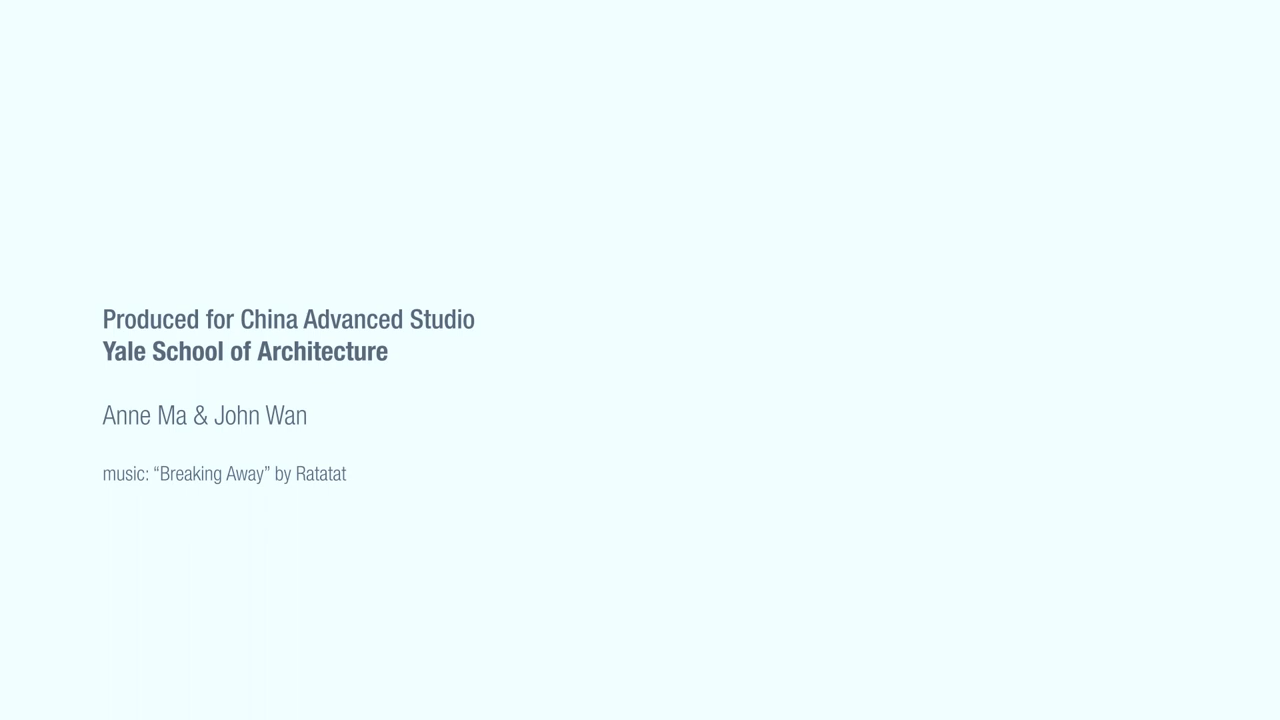 Produced for China Advanced Studio
Yale School of Architecture
Anne Ma & John Wan
music: “Breaking Away” by Ratatat